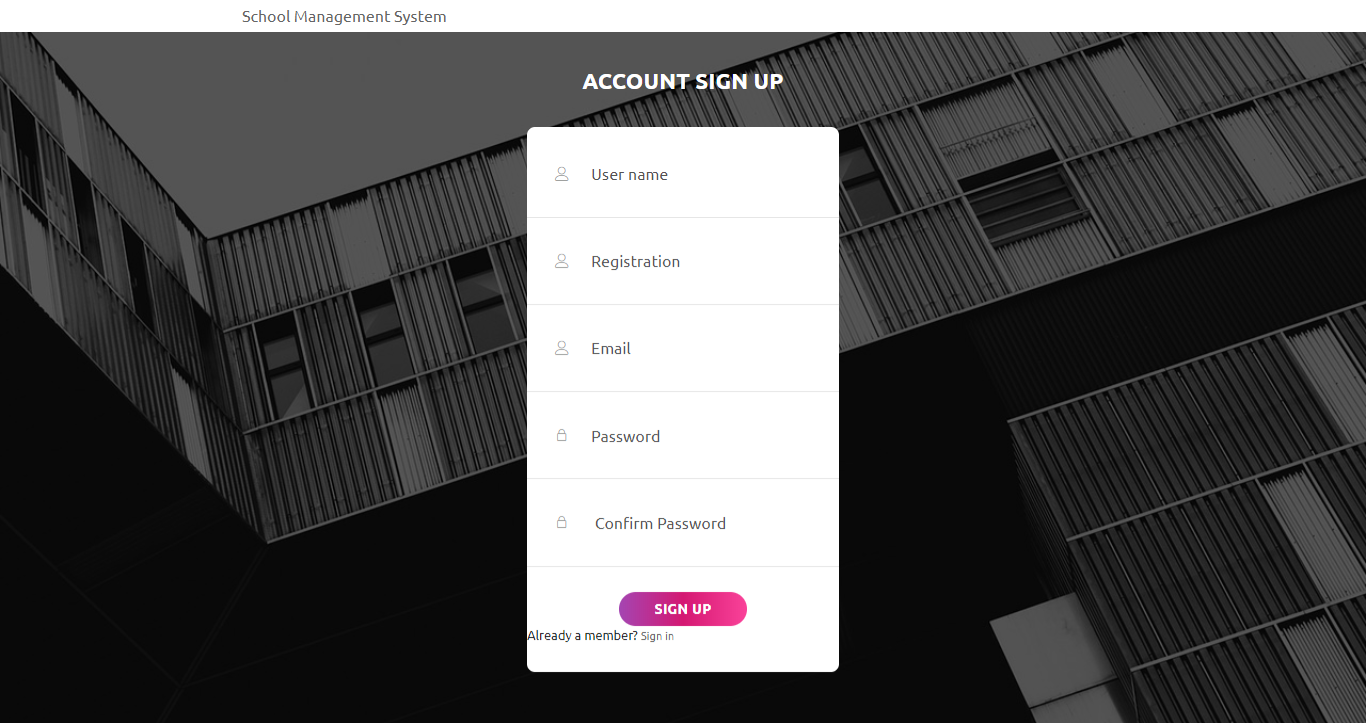 School Management System
ACCOUNT SIGN UP
User name
Registration
Email
Password
Confirm Password
SIGN UP
Already a member? Sign in